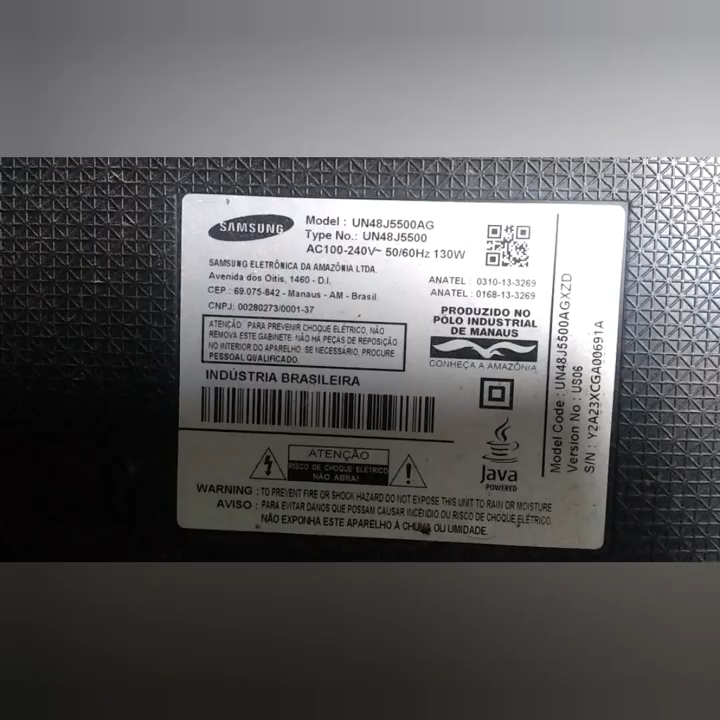 SAMSUNG
Model : UN48J5500AG
Type No.: UN48J5500
AC100-240V~ 50/60Hz 130W
SAMSUNG ELETRÔNICA DA AMAZÔNIA LTDA.
Avenida dos Oitis, 1460 - D.I.
CEP : 69.075-842 - Manaus - AM - Brasil
CNPJ: 00280273/0001-37
ANATEL : 0310-13-3269
ANATEL : 0168-13-3269
ATENÇÃO PARA PREVENIR CHOQUE ELÉTRICO, NÃO
REMOVA ESTE GABINETE. NÃO HÁ PEÇAS DE REPOSIÇÃO
NO INTERIOR DO APARELHO. SE NECESSÁRIO, PROCURE
PESSOAL QUALIFICADO.
PRODUZIDO NO
PÓLO INDUSTRIAL
DE MANAUS
CONHEÇA A AMAZÔNIA
INDÚSTRIA BRASILEIRA
Java
POWERED
ATENÇÃO
RISCO DE CHOQUE ELÉTRICO
NÃO ABRA!
WARNING : TO PREVENT FIRE OR SHOCK HAZARD DO NOT EXPOSE THIS UNIT TO RAIN OR MOISTURE
AVISO : PARA EVITAR DANOS QUE POSSAM CAUSAR INCÊNDIO OU RISCO DE CHOQUE ELÉTRICO,
NÃO EXPONHA ESTE APARELHO À CHUVA OU UMIDADE.
Model Code : UN48J5500AGXZD
Version No : US06
S/N : Y2A23XCGA00691A